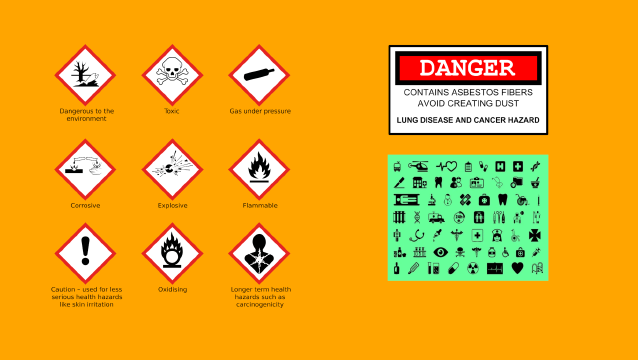 Dangerous to the
environment
Toxic
Gas under pressure
Corrosive
Explosive
Flammable
Caution – used for less
serious health hazards
like skin irritation
Oxidising
Longer term health
hazards such as
carcinogenicity
DANGER
CONTAINS ASBESTOS FIBERS
AVOID CREATING DUST
LUNG DISEASE AND CANCER HAZARD